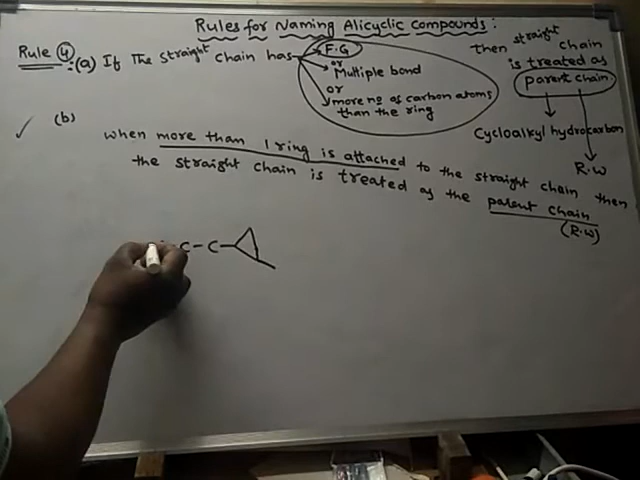 Rules for Naming Alicyclic Compounds:
Rule 4:- (a) If The straight chain has F.G
or
Multiple bond
or
more no of carbon atoms
than the ring
then straight chain
is treated as
parent chain
Cycloalkyl hydrocarbon
R.W
(b)
when more than 1 ring is attached to the straight chain then
the straight chain is treated as the parent chain
(R.W)
C-C